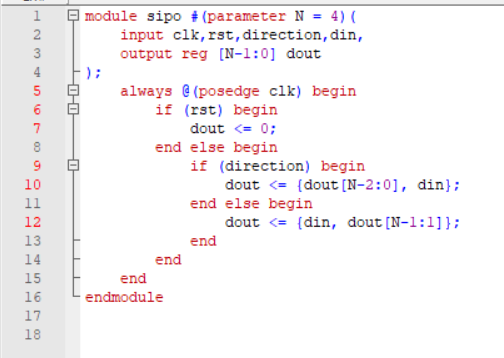 1 module sipo #(parameter N = 4)(
2 input clk,rst,direction,din,
3 output reg [N-1:0] dout
4 );
5 always @(posedge clk) begin
6 if (rst) begin
7 dout <= 0;
8 end else begin
9 if (direction) begin
10 dout <= {dout[N-2:0], din};
11 end else begin
12 dout <= {din, dout[N-1:1]};
13 end
14 end
15 end
16 endmodule
17
18